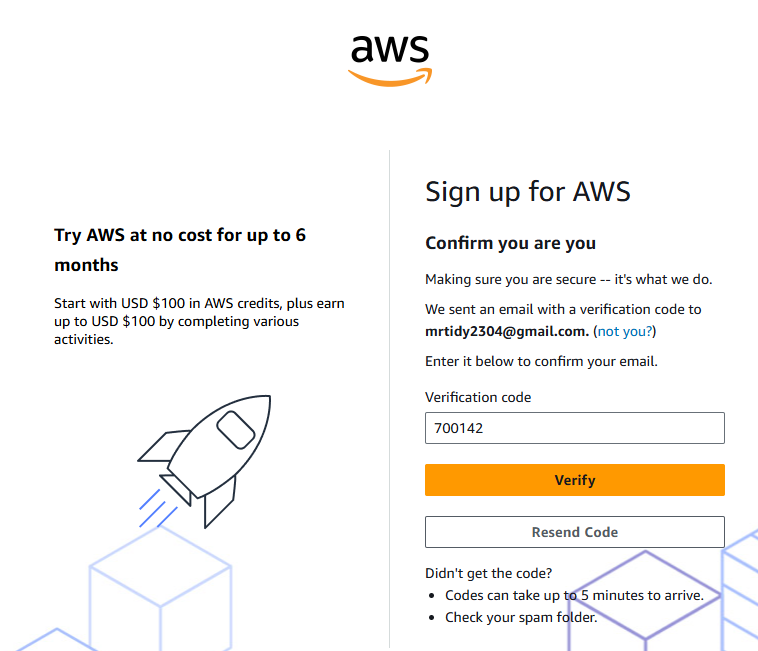 aws
Try AWS at no cost for up to 6
months
Start with USD $100 in AWS credits, plus earn
up to USD $100 by completing various
activities.
Sign up for AWS
Confirm you are you
Making sure you are secure -- it's what we do.
We sent an email with a verification code to
mrtidy2304@gmail.com. (not you?)
Enter it below to confirm your email.
Verification code
700142
Verify
Resend Code
Didn't get the code?
• Codes can take up to 5 minutes to arrive.
• Check your spam folder.